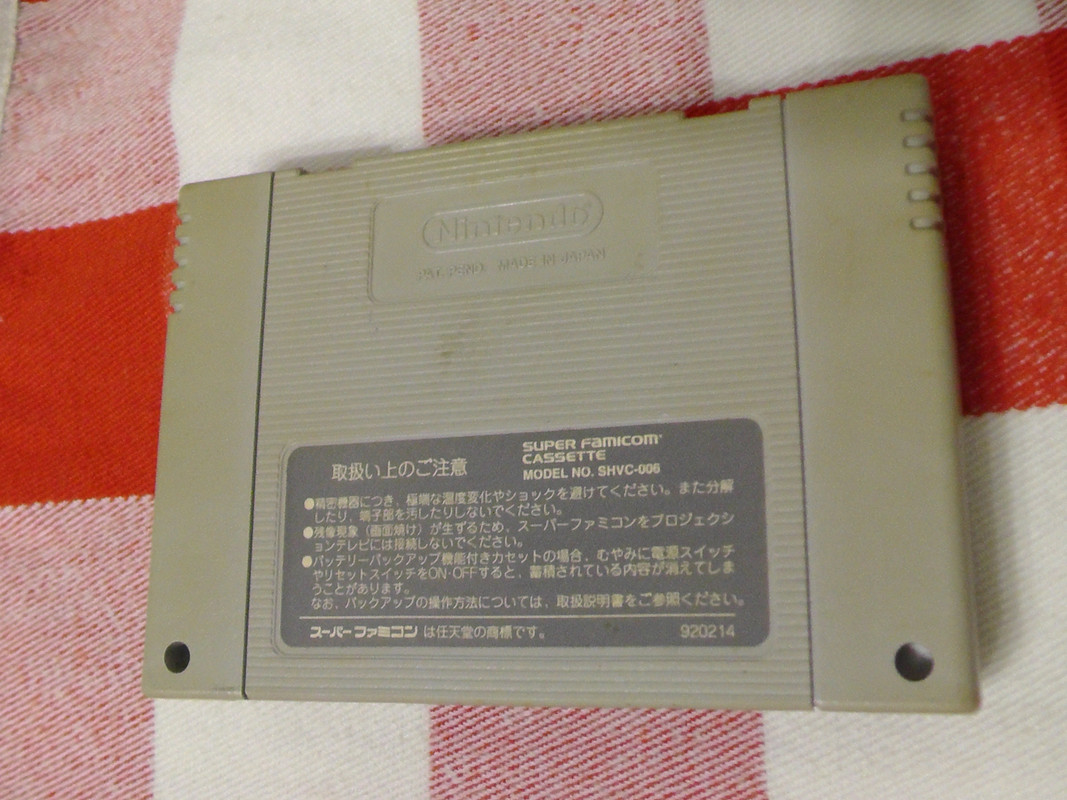 Nintendo®
PAT. PEND. MADE IN JAPAN
取扱い上のご注意
SUPER FAMICOM®
CASSETTE
MODEL NO. SHVC-006
●精密機器につき、極端な温度変化やショックを避けてください。また分解
したり、端子部を汚したりしないでください。
●残像現象（画面焼け）が生ずるため、スーパーファミコンをプロジェクシ
ョンテレビには接続しないでください。
●バッテリーバックアップ機能付きカセットの場合、むやみに電源スイッチ
やリセットスイッチをON・OFFすると、蓄積されている内容が消えてしま
うことがあります。
なお、バックアップの操作方法については、取扱説明書をご参照ください。
スーパーファミコン は任天堂の商標です。
920214